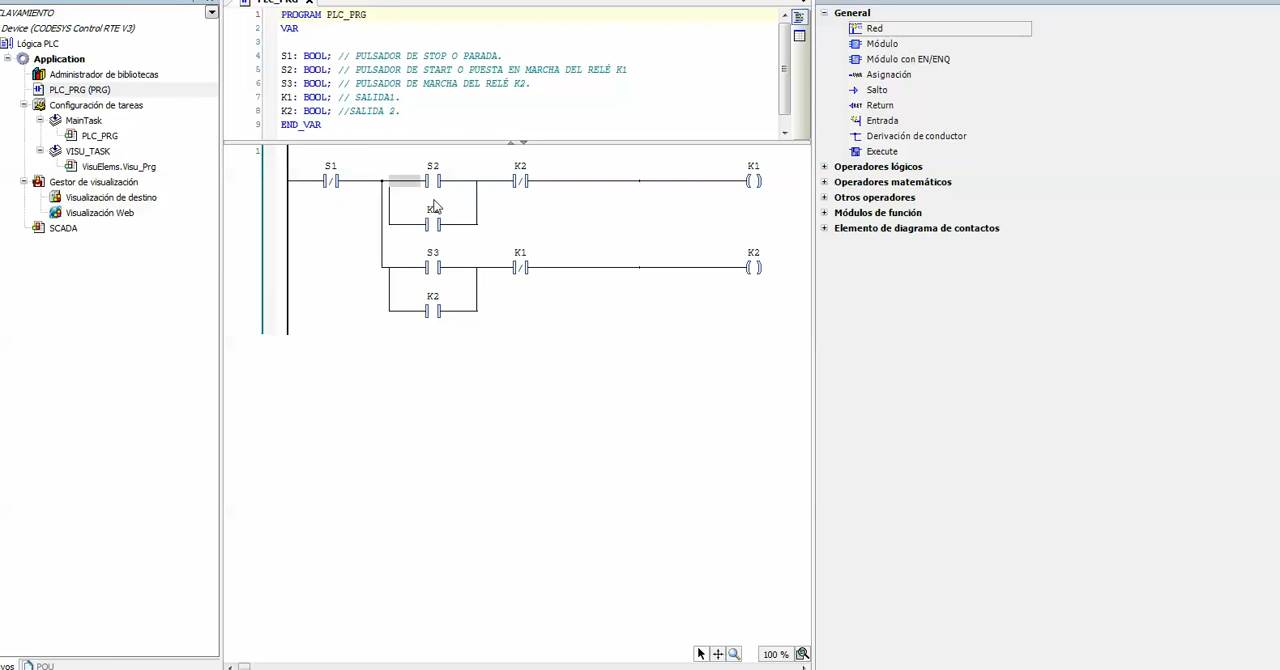 CLAVAMIENTO
Device (CODESYS Control RTE V3)
Lógica PLC
Application
Administrador de bibliotecas
PLC_PRG (PRG)
Configuración de tareas
MainTask
PLC_PRG
VISU_TASK
VisuElems.Visu_Prg
Gestor de visualización
Visualización de destino
Visualización Web
SCADA
POU
1 PROGRAM PLC_PRG
2 VAR
3
4 S1: BOOL; // PULSADOR DE STOP O PARADA.
5 S2: BOOL; // PULSADOR DE START O PUESTA EN MARCHA DEL RELÉ K1
6 S3: BOOL; // PULSADOR DE MARCHA DEL RELÉ K2.
7 K1: BOOL; // SALIDA1.
8 K2: BOOL; //SALIDA 2.
9 END_VAR
1
S1 S2 K2 K1
S3 K1 K2
K2
100 %
General
Red
Módulo
Módulo con EN/ENQ
Asignación
Salto
Return
Entrada
Derivación de conductor
Execute
Operadores lógicos
Operadores matemáticos
Otros operadores
Módulos de función
Elemento de diagrama de contactos